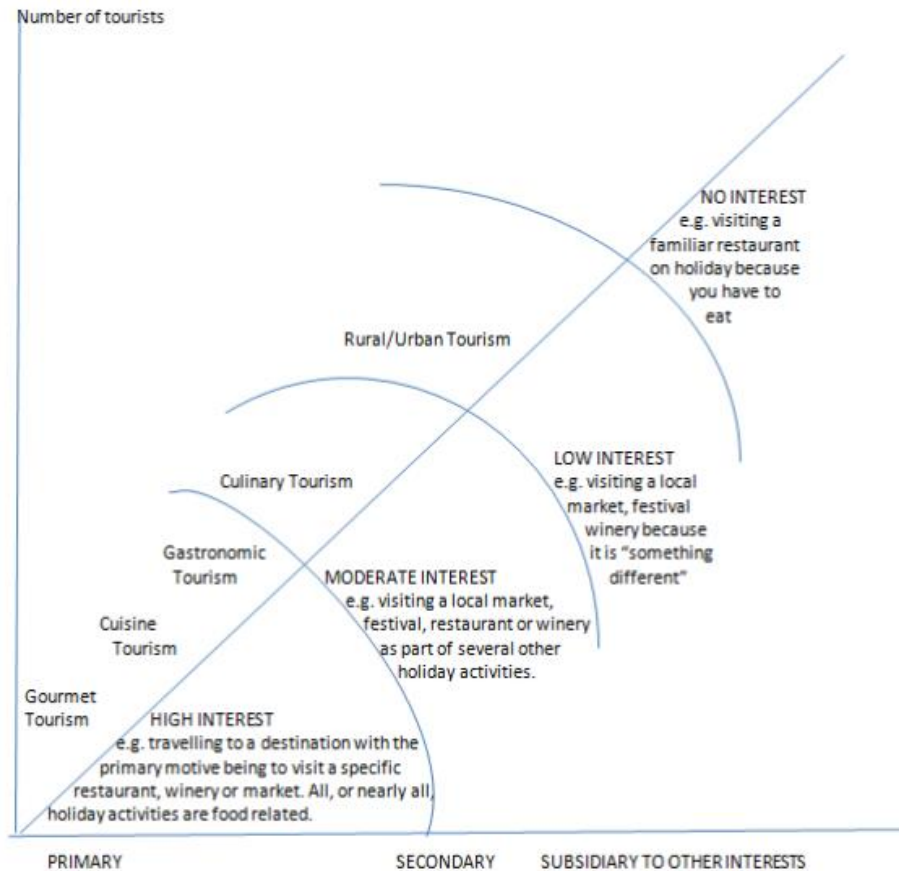 Number of tourists
NO INTEREST
e.g. visiting a
familiar restaurant
on holiday because
you have to
eat
Rural/Urban Tourism
LOW INTEREST
e.g. visiting a local
market, festival
winery because
it is “something
different”
Culinary Tourism
Gastronomic
Tourism
MODERATE INTEREST
e.g. visiting a local market,
festival, restaurant or winery
as part of several other
holiday activities.
Cuisine
Tourism
Gourmet
Tourism
HIGH INTEREST
e.g. travelling to a destination with the
primary motive being to visit a specific
restaurant, winery or market. All, or nearly all,
holiday activities are food related.
PRIMARY SECONDARY SUBSIDIARY TO OTHER INTERESTS